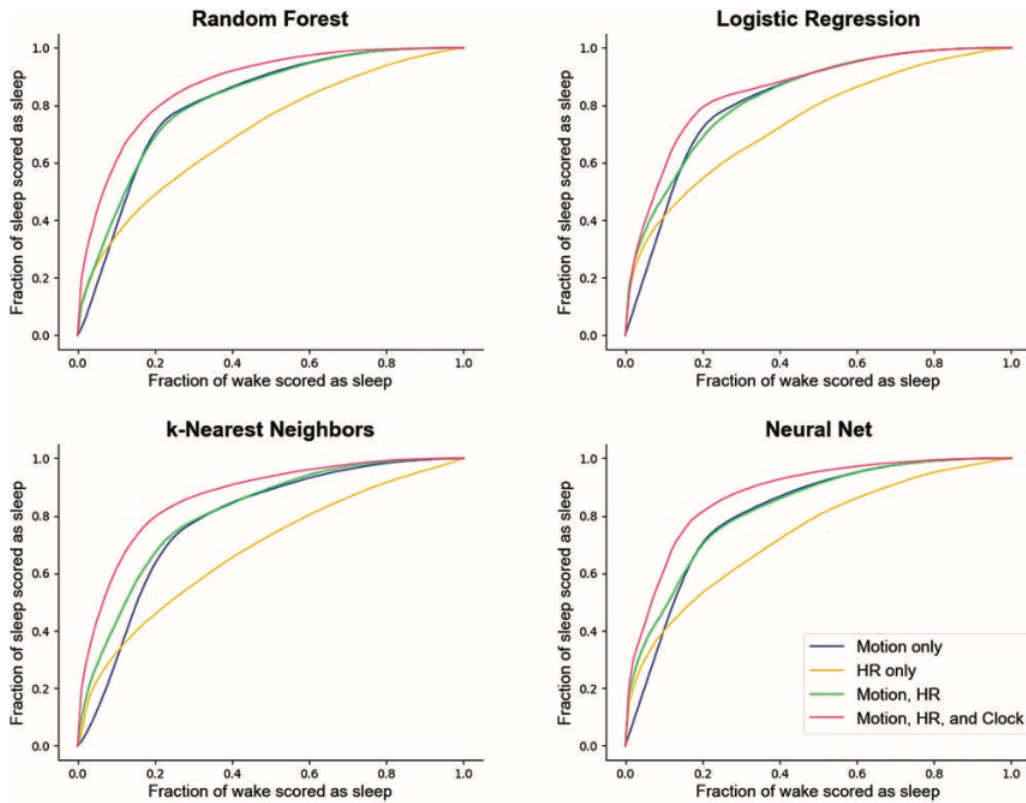 Random Forest
Fraction of sleep scored as sleep
1.0
0.8
0.6
0.4
0.2
0.0
0.0 0.2 0.4 0.6 0.8 1.0
Fraction of wake scored as sleep
Logistic Regression
Fraction of sleep scored as sleep
1.0
0.8
0.6
0.4
0.2
0.0
0.0 0.2 0.4 0.6 0.8 1.0
Fraction of wake scored as sleep
k-Nearest Neighbors
Fraction of sleep scored as sleep
1.0
0.8
0.6
0.4
0.2
0.0
0.0 0.2 0.4 0.6 0.8 1.0
Fraction of wake scored as sleep
Neural Net
Fraction of sleep scored as sleep
1.0
0.8
0.6
0.4
0.2
0.0
0.0 0.2 0.4 0.6 0.8 1.0
Fraction of wake scored as sleep
Motion only
HR only
Motion, HR
Motion, HR, and Clock